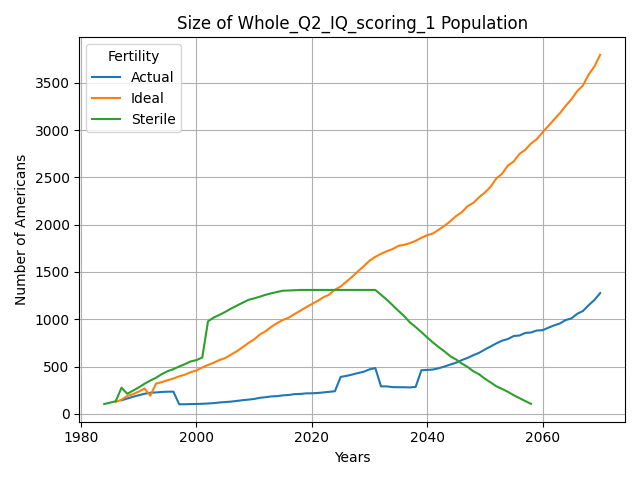 Size of Whole_Q2_IQ_scoring_1 Population
Fertility
Actual
Ideal
Sterile
Number of Americans
3500
3000
2500
2000
1500
1000
500
0
1980
2000
2020
2040
2060
Years